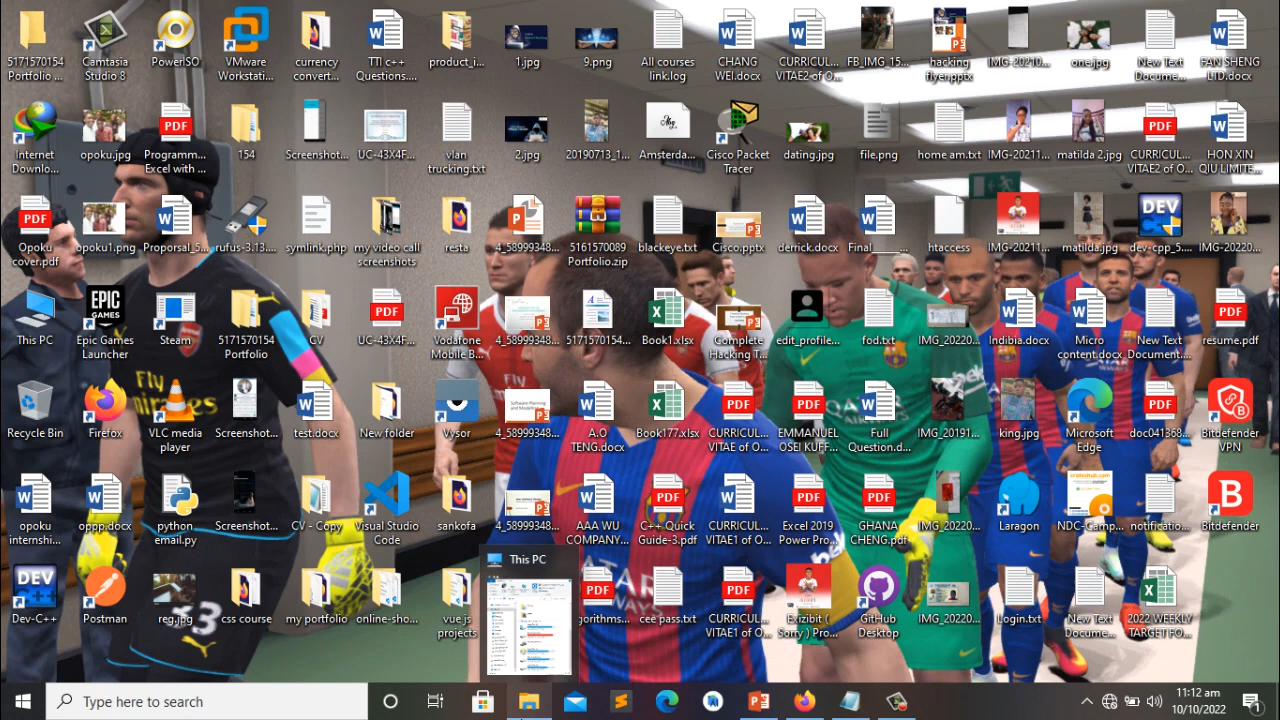 5171570154
Portfolio ...
Camtasia
Studio 8
PowerISO
VMware
Workstati...
currency
convert...
TTI c++
Questions....
product_i...
1.jpg
9.png
All courses
link.log
CHANG
WEI.docx
CURRICUL...
VITAE2 of O...
FB_IMG_15...
hacking
flyer.pptx
IMG-20210...
one.jpg
New Text
Docume...
FAN SHENG
LTD.docx
Internet
Downlo...
opoku.jpg
Programm...
Excel with ...
154
Screenshot...
UC-43X4F...
vlan
trucking.txt
2.jpg
20190713_1...
Amsterda...
Cisco Packet
Tracer
dating.jpg
file.png
home am.txt
IMG-20211...
matilda 2.jpg
CURRICUL...
VITAE2 of O...
HON XIN
QIU LIMITE...
Opoku
cover.pdf
opoku1.png
Proporsal_5...
rufus-3.13....
symlink.php
my video call
screenshots
resta
4_58999348...
5161570089
Portfolio.zip
blackeye.txt
Cisco.pptx
derrick.docx
Final____...
htaccess
IMG-20211...
matilda.jpg
dev-cpp_5....
IMG-20220...
This PC
Epic Games
Launcher
Steam
5171570154
Portfolio
CV
UC-43X4F...
Vodafone
Mobile B...
4_58999348...
5171570154...
Book1.xlsx
Complete
Hacking T...
edit_profile...
fod.txt
IMG_20220...
Indibia.docx
Micro
content.docx
New Text
Document....
resume.pdf
Recycle Bin
Firefox
VLC media
player
Screenshot...
test.docx
New folder
Vysor
4_58999348...
A.O
TENG.docx
Book177.xlsx
CURRICUL...
VITAE of O...
EMMANUEL
OSEI KUFF...
Full
Question.d...
IMG_20191...
king.jpg
Microsoft
Edge
doc041368...
Bitdefender
VPN
opoku
internshi...
oppp.docx
python
email.py
Screenshot...
CV - Copy
Visual Studio
Code
sankofa
4_58999348...
AAA WU
COMPANY...
C++ Quick
Guide-3.pdf
CURRICUL...
VITAE1 of O...
Excel 2019
Power Pro...
GHANA
CHENG.pdf
IMG_20220...
Laragon
NDC-Camp...
notificatio...
Bitdefender
This PC
Dev-C++
Postman
reg.jpg
my course
my portfolio
online-sho...
vue js
projects
orithms...
cee pass.txt
CURRICUL...
VITAE1 of O...
Exizibit (
Sorry ) Pro...
GitHub
Desktop
IMG_20220...
Login.txt
New Text
Docume...
2022 WEEKLY
TARGET FO...
Type here to search
11:12 am
10/10/2022